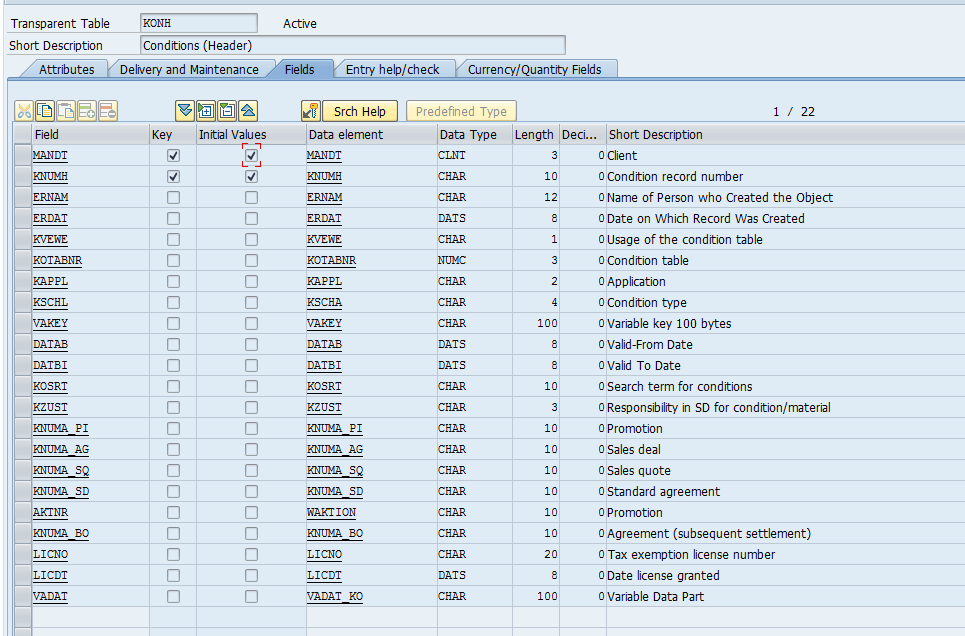 Transparent Table KONH Active
Short Description Conditions (Header)
Attributes Delivery and Maintenance Fields Entry help/check Currency/Quantity Fields
Srch Help Predefined Type 1 / 22
Field Key Initial Values Data element Data Type Length Deci... Short Description
MANDT MANDT CLNT 3 0 Client
KNUMH KNUMH CHAR 10 0 Condition record number
ERNAM ERNAM CHAR 12 0 Name of Person who Created the Object
ERDAT ERDAT DATS 8 0 Date on Which Record Was Created
KVEWE KVEWE CHAR 1 0 Usage of the condition table
KOTABNR KOTABNR NUMC 3 0 Condition table
KAPPL KAPPL CHAR 2 0 Application
KSCHL KSCHA CHAR 4 0 Condition type
VAKEY VAKEY CHAR 100 0 Variable key 100 bytes
DATAB DATAB DATS 8 0 Valid-From Date
DATBI DATBI DATS 8 0 Valid To Date
KOSRT KOSRT CHAR 10 0 Search term for conditions
KZUST KZUST CHAR 3 0 Responsibility in SD for condition/material
KNUMA_PI KNUMA_PI CHAR 10 0 Promotion
KNUMA_AG KNUMA_AG CHAR 10 0 Sales deal
KNUMA_SQ KNUMA_SQ CHAR 10 0 Sales quote
KNUMA_SD KNUMA_SD CHAR 10 0 Standard agreement
AKTNR WAKTION CHAR 10 0 Promotion
KNUMA_BO KNUMA_BO CHAR 10 0 Agreement (subsequent settlement)
LICNO LICNO CHAR 20 0 Tax exemption license number
LICDT LICDT DATS 8 0 Date license granted
VADAT VADAT_KO CHAR 100 0 Variable Data Part